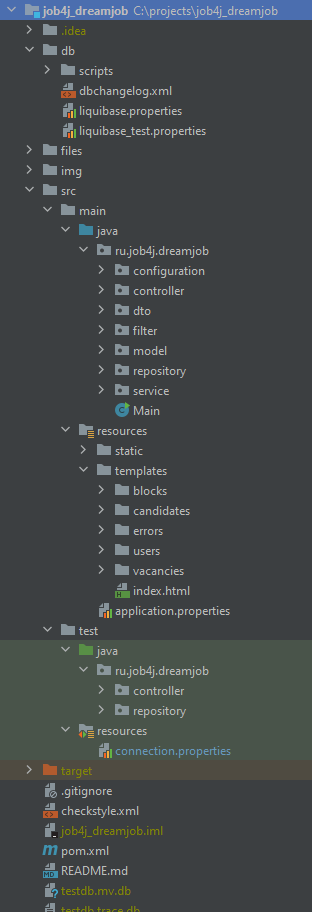 job4j_dreamjob C:\projects\job4j_dreamjob
.idea
db
scripts
dbchangelog.xml
liquibase.properties
liquibase_test.properties
files
img
src
main
java
ru.job4j.dreamjob
configuration
controller
dto
filter
model
repository
service
Main
resources
static
templates
blocks
candidates
errors
users
vacancies
index.html
application.properties
test
java
ru.job4j.dreamjob
controller
repository
resources
connection.properties
target
.gitignore
checkstyle.xml
job4j_dreamjob.iml
pom.xml
README.md
testdb.mv.db
testdb.trace.db